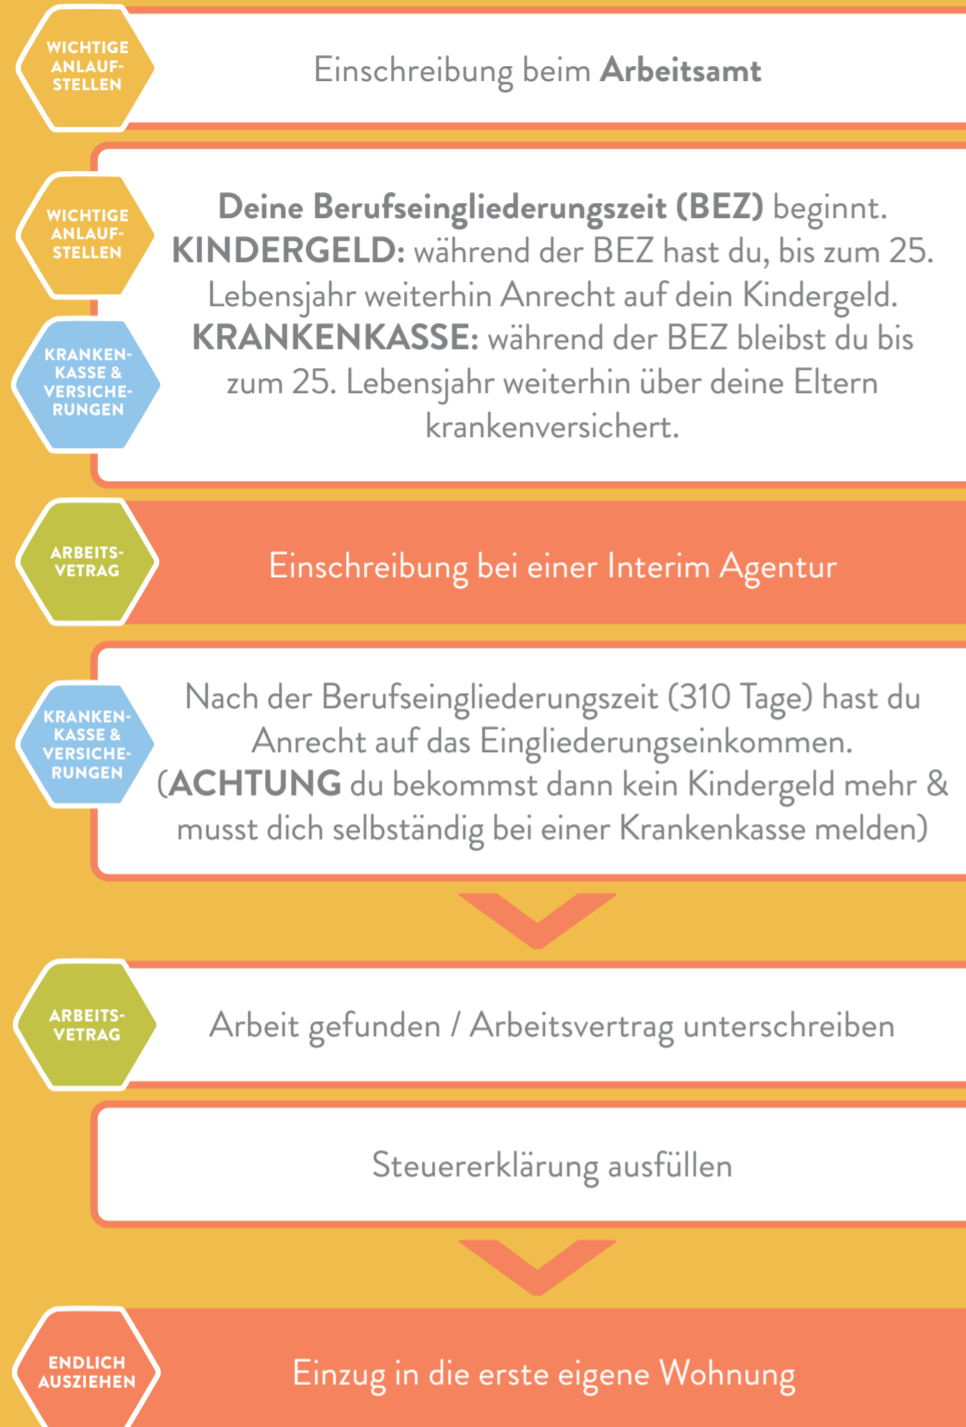 WICHTIGE
ANLAUF-
STELLEN
Einschreibung beim Arbeitsamt
WICHTIGE
ANLAUF-
STELLEN
Deine Berufseingliederungszeit (BEZ) beginnt.
KINDERGELD: während der BEZ hast du, bis zum 25.
Lebensjahr weiterhin Anrecht auf dein Kindergeld.
KRANKENKASSE: während der BEZ bleibst du bis
zum 25. Lebensjahr weiterhin über deine Eltern
krankenversichert.
KRANKEN-
KASSE &
VERSICHE-
RUNGEN
ARBEITS-
VETRAG
Einschreibung bei einer Interim Agentur
KRANKEN-
KASSE &
VERSICHE-
RUNGEN
Nach der Berufseingliederungszeit (310 Tage) hast du
Anrecht auf das Eingliederungseinkommen.
(ACHTUNG du bekommst dann kein Kindergeld mehr &
musst dich selbständig bei einer Krankenkasse melden)
ARBEITS-
VETRAG
Arbeit gefunden / Arbeitsvertrag unterschreiben
Steuererklärung ausfüllen
ENDLICH
AUSZIEHEN
Einzug in die erste eigene Wohnung